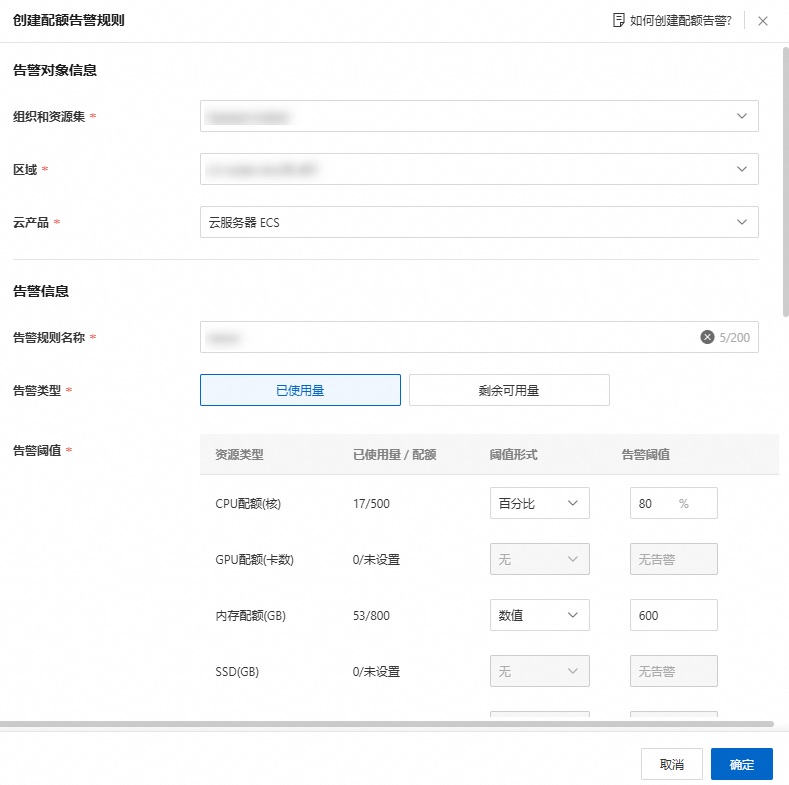 创建配额告警规则 如何创建配额告警?
告警对象信息
组织和资源集 *
区域 *
云产品 * 云服务器 ECS
告警信息
告警规则名称 * 5/200
告警类型 * 已使用量 剩余可用量
告警阈值 * 资源类型 已使用量 / 配额 阈值形式 告警阈值
CPU配额(核) 17/500 百分比 80 %
GPU配额(卡数) 0/未设置 无 无告警
内存配额(GB) 53/800 数值 600
SSD(GB) 0/未设置 无 无告警
取消 确定